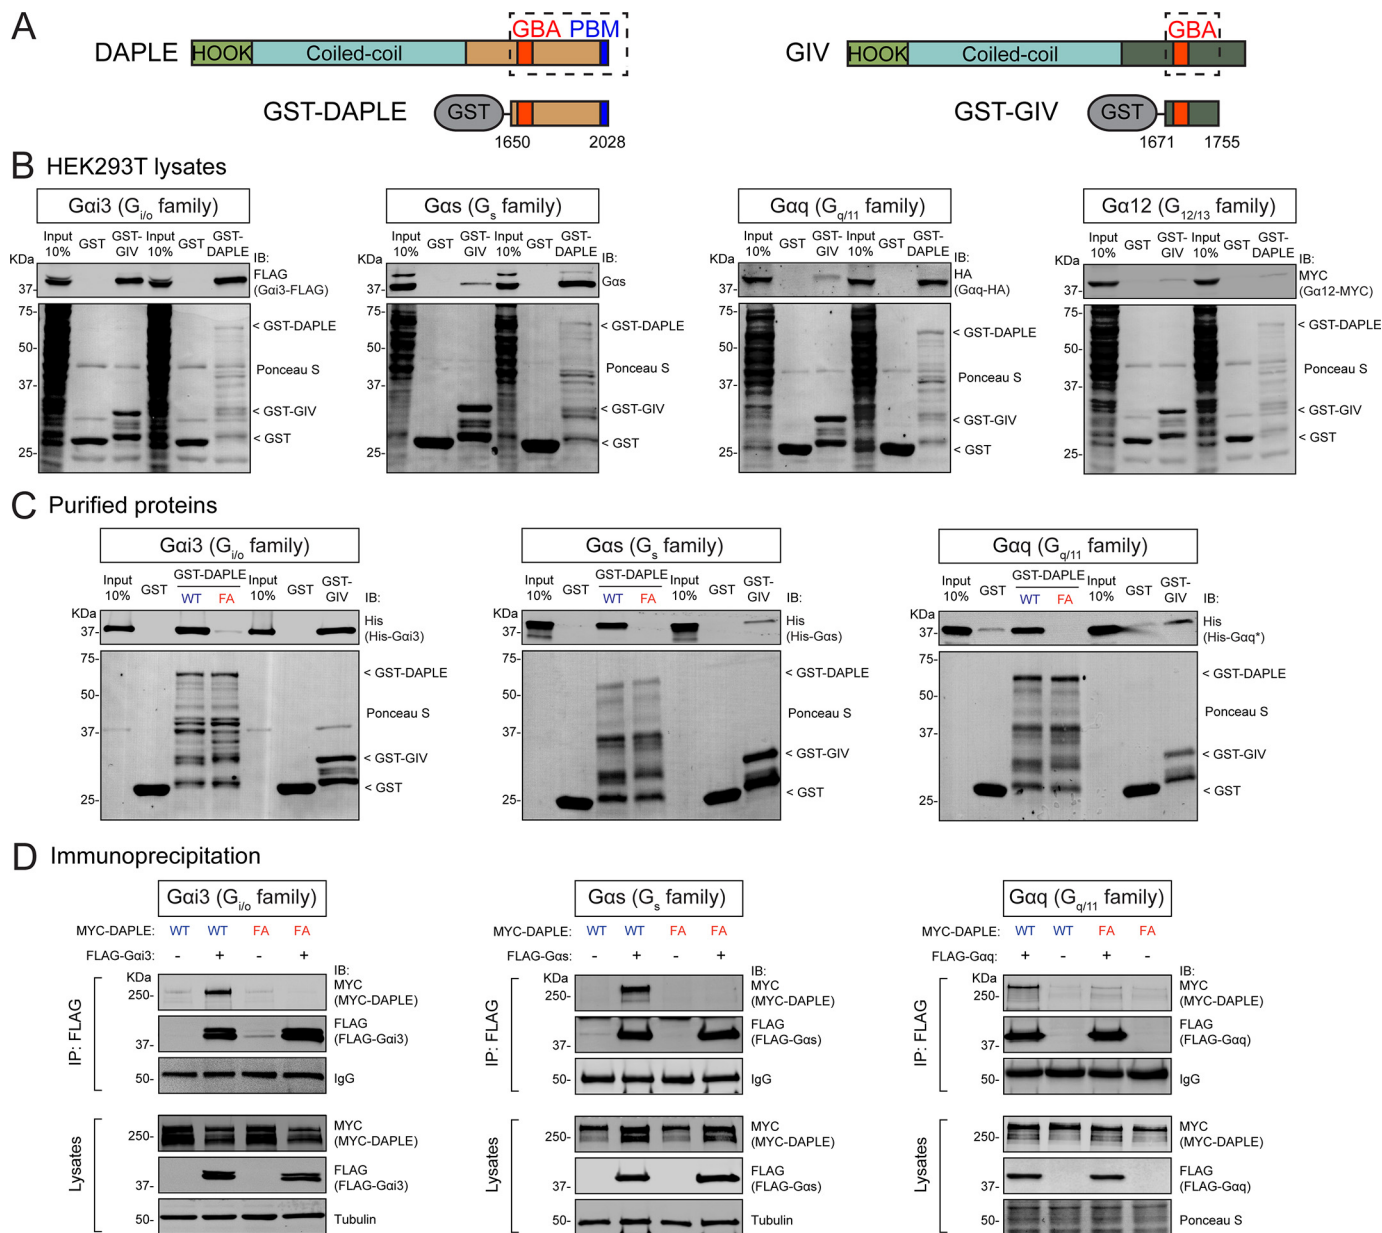 A
DAPLE
HOOK
Coiled-coil
GBA PBM
GST-DAPLE
GST
1650
2028
GIV
HOOK
Coiled-coil
GBA
GST-GIV
GST
1671
1755
B HEK293T lysates
Gαi3 (Gi/o family)
Input 10%
GST
GST-GIV
Input 10%
GST
GST-DAPLE
IB:
KDa
37-
FLAG
(Gαi3-FLAG)
75-
50-
37-
25-
< GST-DAPLE
Ponceau S
< GST-GIV
< GST
Gαs (Gs family)
Input 10%
GST
GST-GIV
Input 10%
GST
GST-DAPLE
IB:
KDa
37-
Gαs
75-
50-
37-
25-
< GST-DAPLE
Ponceau S
< GST-GIV
< GST
Gαq (Gq/11 family)
Input 10%
GST
GST-GIV
Input 10%
GST
GST-DAPLE
IB:
KDa
37-
HA
(Gαq-HA)
75-
50-
37-
25-
< GST-DAPLE
Ponceau S
< GST-GIV
< GST
Gα12 (G12/13 family)
Input 10%
GST
GST-GIV
Input 10%
GST
GST-DAPLE
IB:
KDa
37-
MYC
(Gα12-MYC)
75-
50-
37-
25-
< GST-DAPLE
Ponceau S
< GST-GIV
< GST
C Purified proteins
Gαi3 (Gi/o family)
Input 10%
GST
GST-DAPLE
WT FA
Input 10%
GST
GST-GIV
IB:
KDa
37-
His
(His-Gαi3)
75-
50-
37-
25-
< GST-DAPLE
Ponceau S
< GST-GIV
< GST
Gαs (Gs family)
Input 10%
GST
GST-DAPLE
WT FA
Input 10%
GST
GST-GIV
IB:
KDa
37-
His
(His-Gαs)
75-
50-
37-
25-
< GST-DAPLE
Ponceau S
< GST-GIV
< GST
Gαq (Gq/11 family)
Input 10%
GST
GST-DAPLE
WT FA
Input 10%
GST
GST-GIV
IB:
KDa
37-
His
(His-Gαq*)
75-
50-
37-
25-
< GST-DAPLE
Ponceau S
< GST-GIV
< GST
D Immunoprecipitation
Gαi3 (Gi/o family)
MYC-DAPLE: WT WT FA FA
FLAG-Gαi3: - + - +
IP: FLAG
KDa
IB:
250-
MYC
(MYC-DAPLE)
37-
FLAG
(FLAG-Gαi3)
50-
IgG
Lysates
250-
MYC
(MYC-DAPLE)
37-
FLAG
(FLAG-Gαi3)
50-
Tubulin
Gαs (Gs family)
MYC-DAPLE: WT WT FA FA
FLAG-Gαs: - + - +
IP: FLAG
KDa
IB:
250-
MYC
(MYC-DAPLE)
37-
FLAG
(FLAG-Gαs)
50-
IgG
Lysates
250-
MYC
(MYC-DAPLE)
37-
FLAG
(FLAG-Gαs)
50-
Tubulin
Gαq (Gq/11 family)
MYC-DAPLE: WT WT FA FA
FLAG-Gαq: + - + -
IP: FLAG
KDa
IB:
250-
MYC
(MYC-DAPLE)
37-
FLAG
(FLAG-Gαq)
50-
IgG
Lysates
250-
MYC
(MYC-DAPLE)
37-
FLAG
(FLAG-Gαq)
50-
Ponceau S